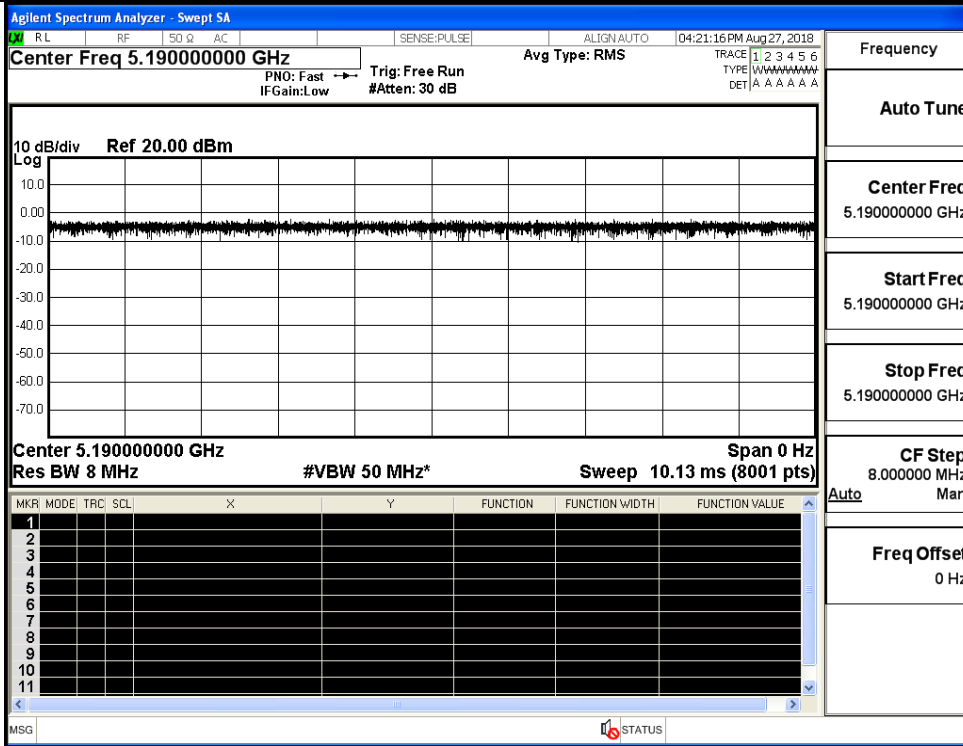 Agilent Spectrum Analyzer - Swept SA
LXI RL RF 50 Ω AC SENSE:PULSE ALIGN AUTO 04:21:16 PM Aug 27, 2018
Center Freq 5.190000000 GHz
PNO: Fast
IFGain:Low
Trig: Free Run
#Atten: 30 dB
Avg Type: RMS
TRACE 1 2 3 4 5 6
TYPE WWWWWW
DET A A A A A A
10 dB/div Ref 20.00 dBm
Log
10.0
0.00
-10.0
-20.0
-30.0
-40.0
-50.0
-60.0
-70.0
Center 5.190000000 GHz Span 0 Hz
Res BW 8 MHz #VBW 50 MHz* Sweep 10.13 ms (8001 pts)
MKR MODE TRC SCL X Y FUNCTION FUNCTION WIDTH FUNCTION VALUE
1
2
3
4
5
6
7
8
9
10
11
MSG STATUS
Frequency
Auto Tune
Center Freq
5.190000000 GHz
Start Freq
5.190000000 GHz
Stop Freq
5.190000000 GHz
CF Step
8.000000 MHz
Auto Man
Freq Offset
0 Hz